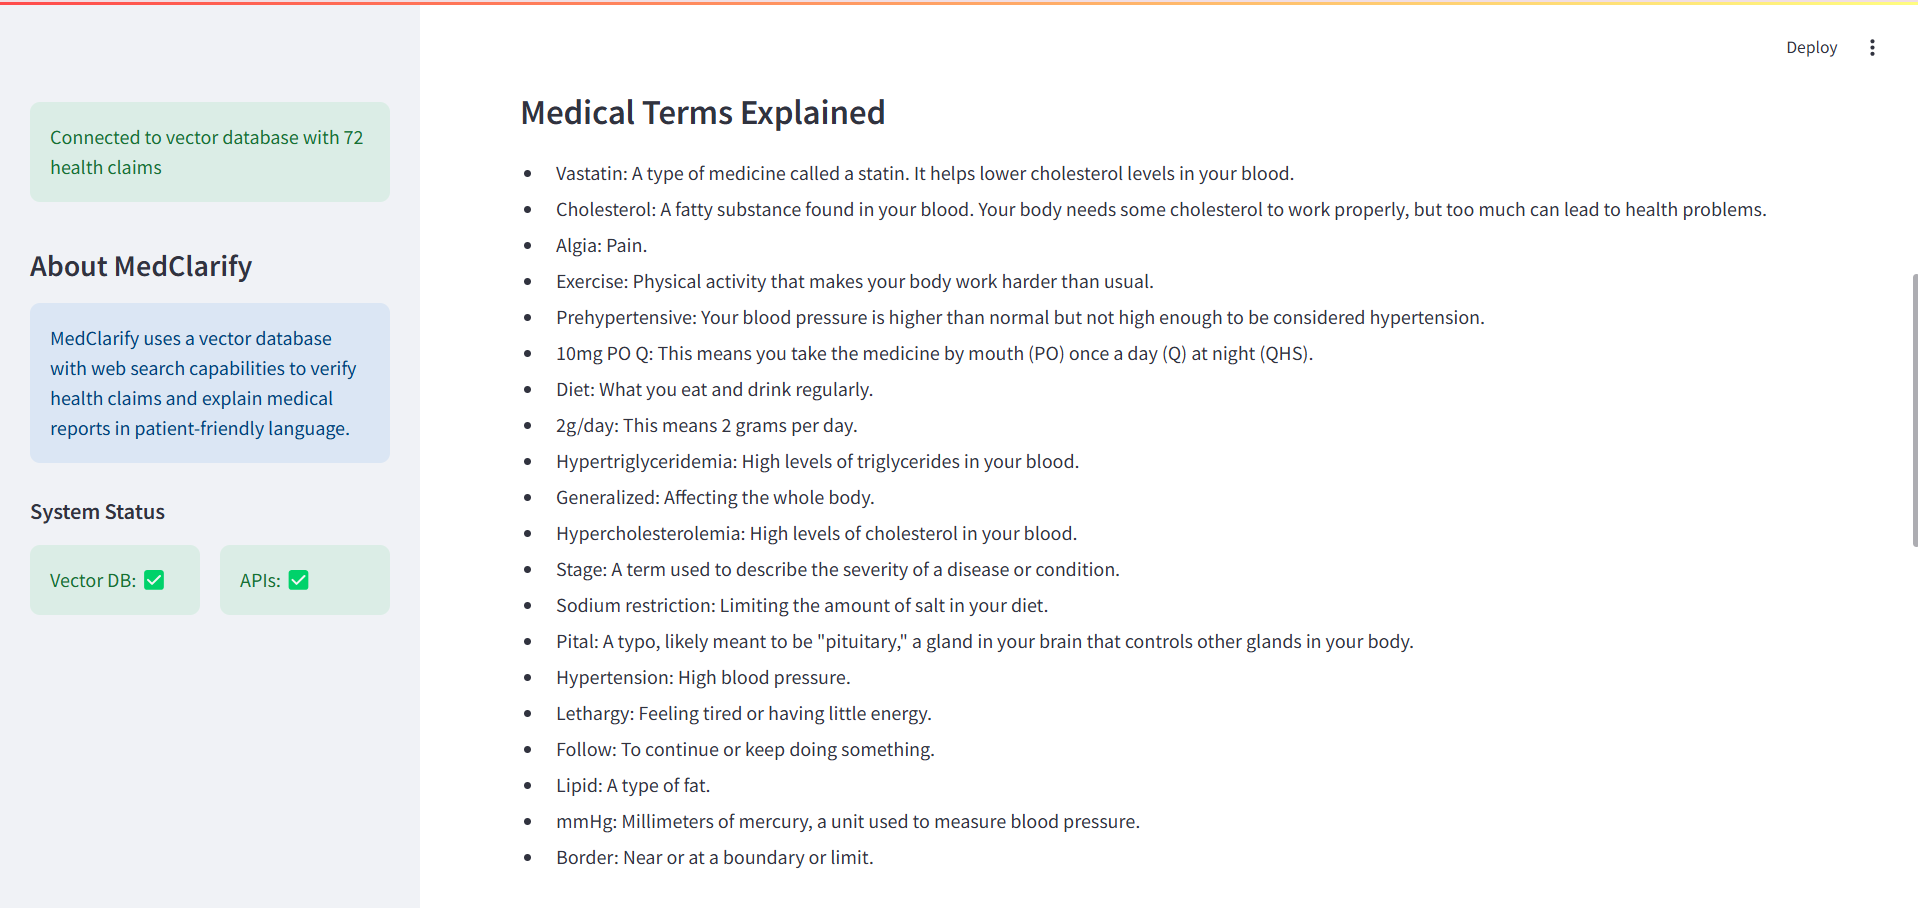 Deploy
Connected to vector database with 72
health claims
About MedClarify
MedClarify uses a vector database
with web search capabilities to verify
health claims and explain medical
reports in patient-friendly language.
System Status
Vector DB: ✅
APIs: ✅
Medical Terms Explained
• Vastatin: A type of medicine called a statin. It helps lower cholesterol levels in your blood.
• Cholesterol: A fatty substance found in your blood. Your body needs some cholesterol to work properly, but too much can lead to health problems.
• Algia: Pain.
• Exercise: Physical activity that makes your body work harder than usual.
• Prehypertensive: Your blood pressure is higher than normal but not high enough to be considered hypertension.
• 10mg PO Q: This means you take the medicine by mouth (PO) once a day (Q) at night (QHS).
• Diet: What you eat and drink regularly.
• 2g/day: This means 2 grams per day.
• Hypertriglyceridemia: High levels of triglycerides in your blood.
• Generalized: Affecting the whole body.
• Hypercholesterolemia: High levels of cholesterol in your blood.
• Stage: A term used to describe the severity of a disease or condition.
• Sodium restriction: Limiting the amount of salt in your diet.
• Pital: A typo, likely meant to be "pituitary," a gland in your brain that controls other glands in your body.
• Hypertension: High blood pressure.
• Lethargy: Feeling tired or having little energy.
• Follow: To continue or keep doing something.
• Lipid: A type of fat.
• mmHg: Millimeters of mercury, a unit used to measure blood pressure.
• Border: Near or at a boundary or limit.